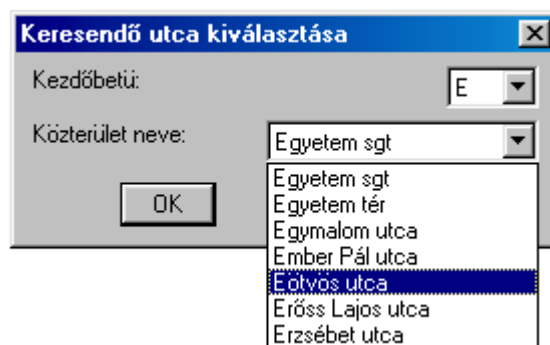 Keresendő utca kiválasztása
Kezdőbetü: E
Közterület neve: Egyetem sgt
Egyetem sgt
OK Egyetem tér
Egymalom utca
Ember Pál utca
Eötvös utca
Erőss Lajos utca
Erzsébet utca